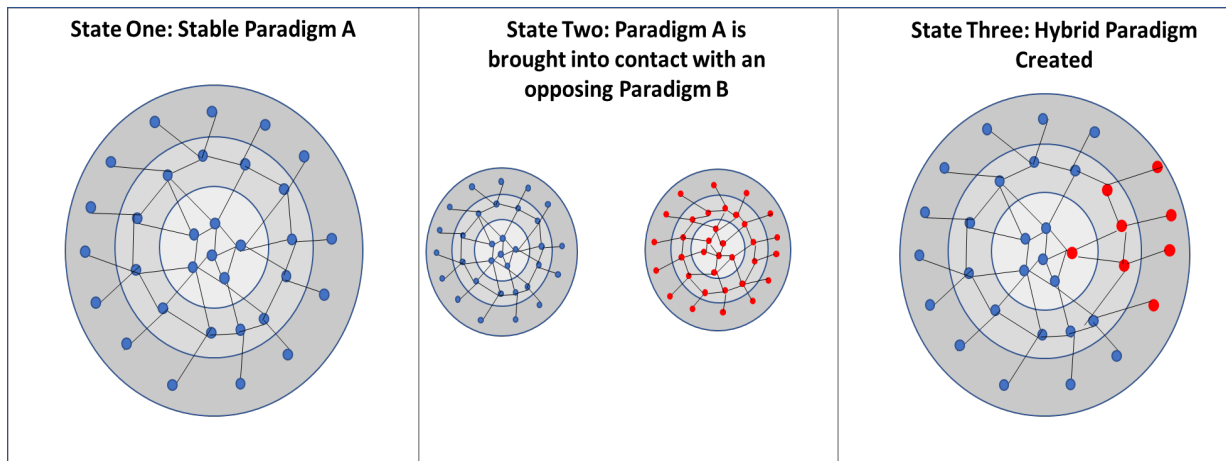 State One: Stable Paradigm A
State Two: Paradigm A is
brought into contact with an
opposing Paradigm B
State Three: Hybrid Paradigm
Created